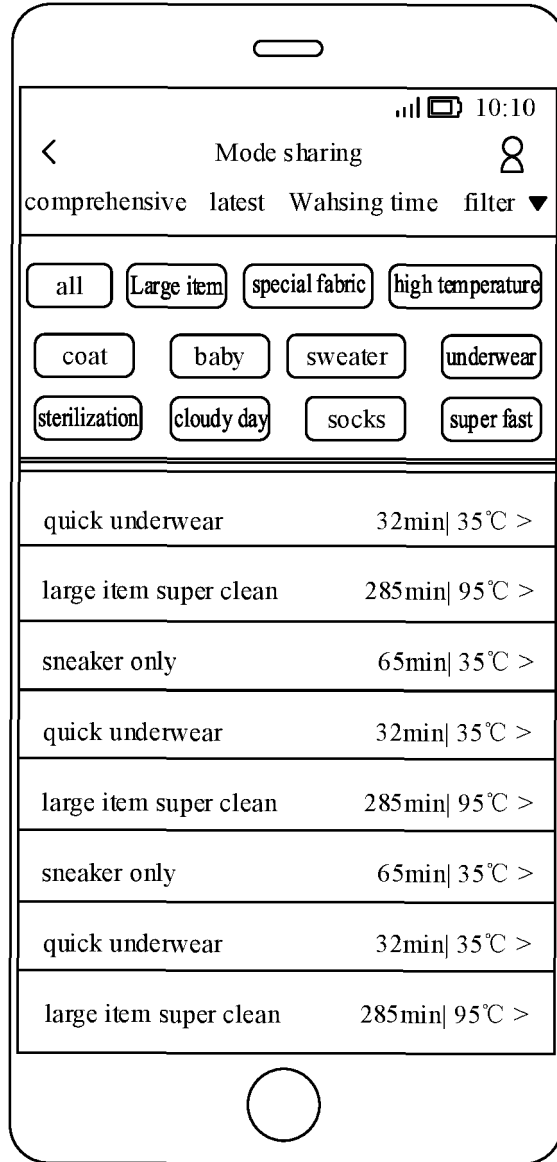 10:10
< Mode sharing
comprehensive latest Wahsing time filter ▼
all Large item special fabric high temperature
coat baby sweater underwear
sterilization cloudy day socks super fast
quick underwear 32min| 35℃ >
large item super clean 285min| 95℃ >
sneaker only 65min| 35℃ >
quick underwear 32min| 35℃ >
large item super clean 285min| 95℃ >
sneaker only 65min| 35℃ >
quick underwear 32min| 35℃ >
large item super clean 285min| 95℃ >